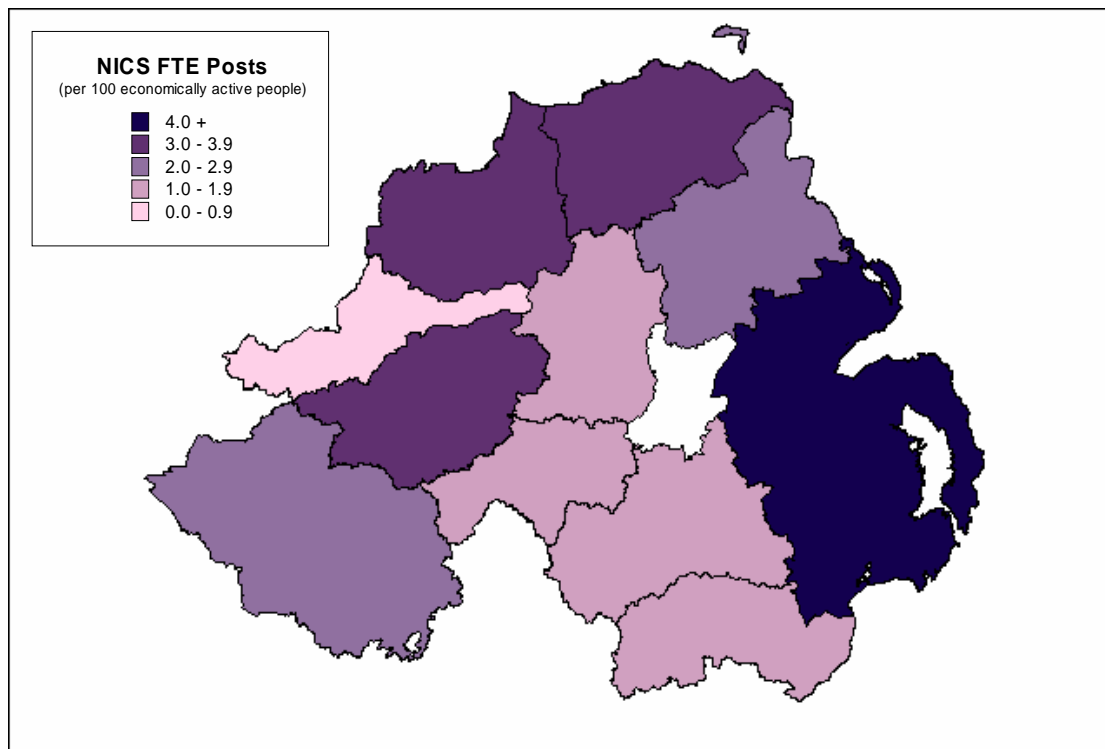 NICS FTE Posts
(per 100 economically active people)
4.0 +
3.0 - 3.9
2.0 - 2.9
1.0 - 1.9
0.0 - 0.9